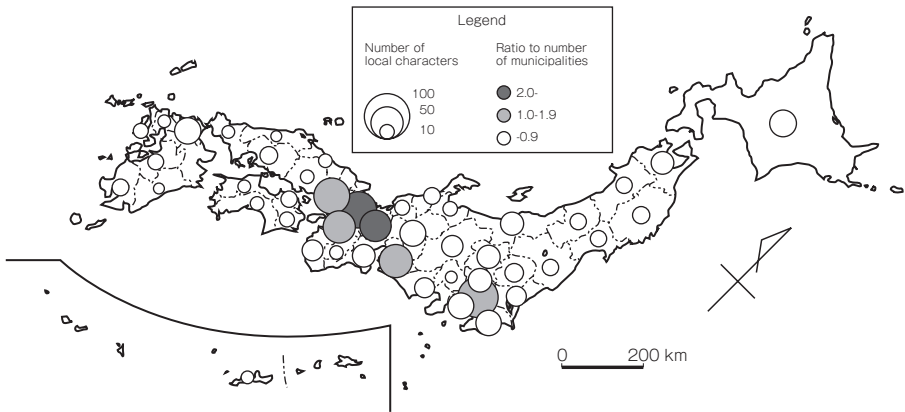 Legend
Number of
local characters
Ratio to number
of municipalities
100
50
10
2.0-
1.0-1.9
-0.9
0 200 km